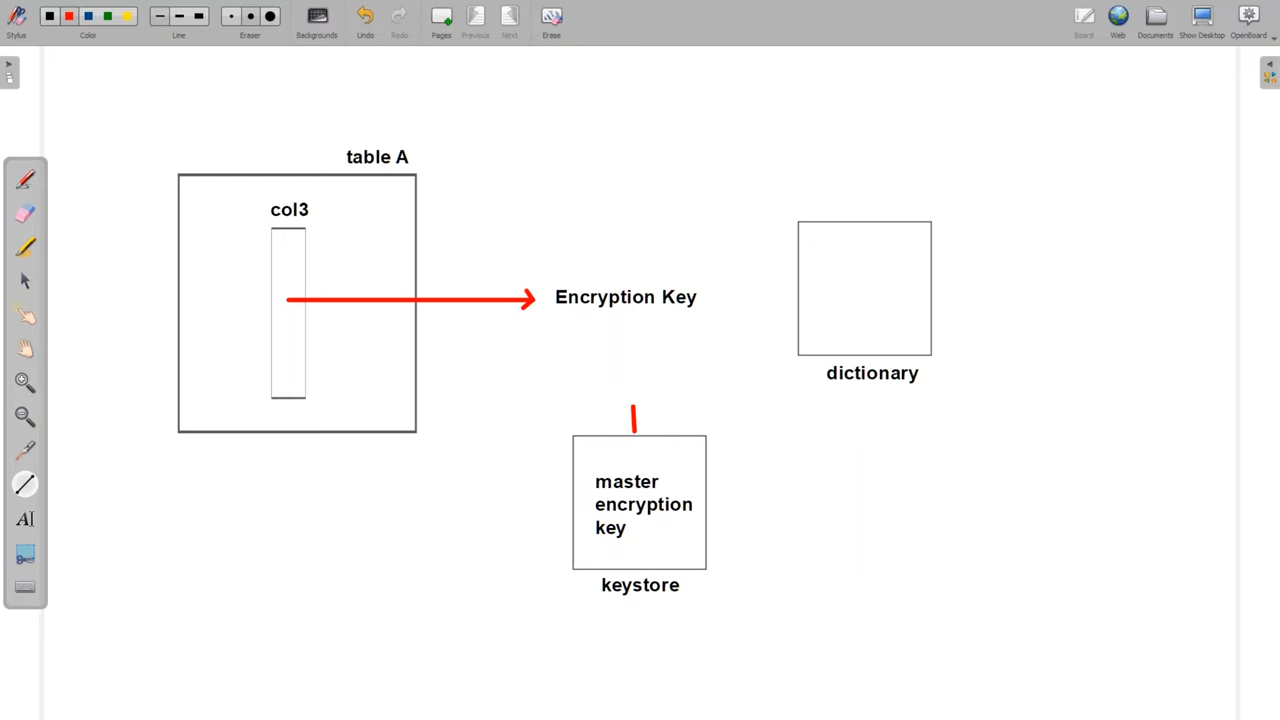 Stylus
Color
Line
Eraser
Backgrounds
Undo
Redo
Pages
Previous
Next
Erase
Board
Web
Documents
Show Desktop
OpenBoard
table A
col3
Encryption Key
dictionary
master
encryption
key
keystore